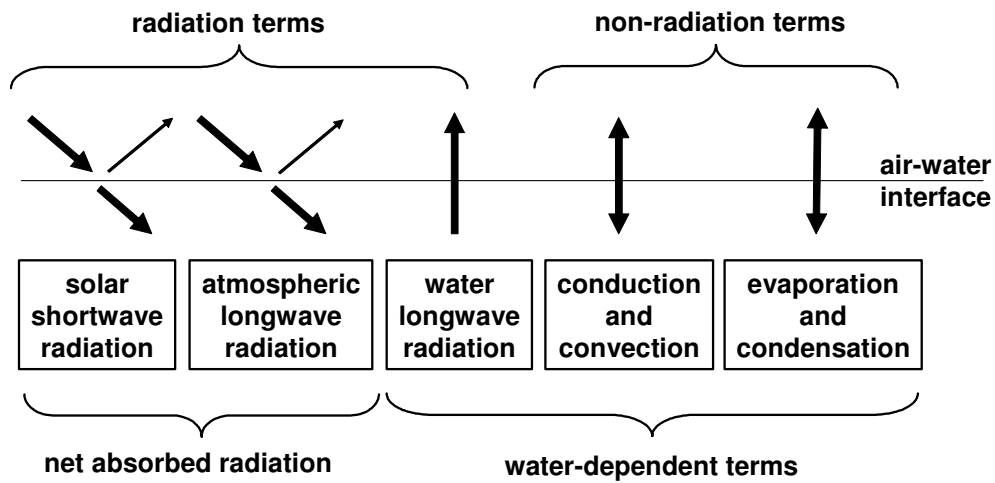 radiation terms
non-radiation terms
air-water
interface
solar
shortwave
radiation
atmospheric
longwave
radiation
water
longwave
radiation
conduction
and
convection
evaporation
and
condensation
net absorbed radiation
water-dependent terms